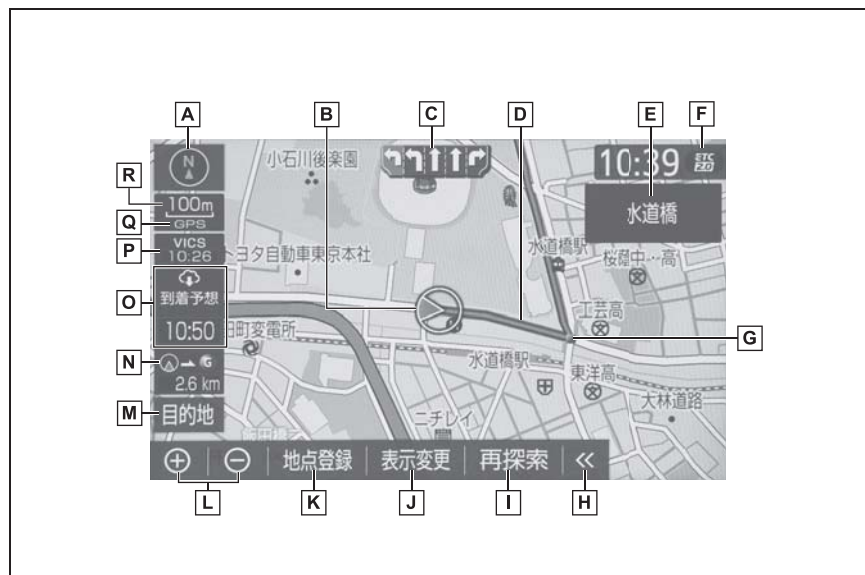 A
B
C
D
E
F
N
小石川後楽園
10:39
ETC
2.0
R
100m
水道橋
Q
GPS
P
VICS
10:26
トヨタ自動車東京本社
水道橋駅
O
到着予想
10:50
工芸高
町変電所
G
N
G
2.6 km
水道橋駅
東洋高
大林道路
M
目的地
ニチレイ
地点登録
表示変更
再探索
L
K
J
I
H